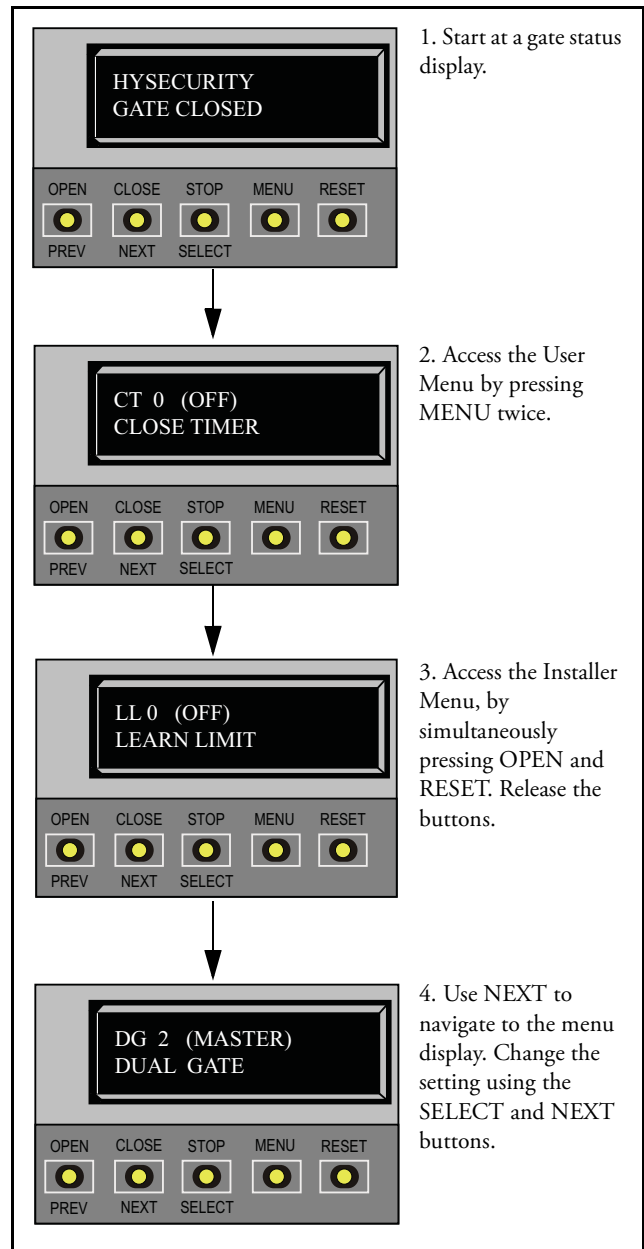 HYSECURITY
GATE CLOSED
OPEN CLOSE STOP MENU RESET
PREV NEXT SELECT
1. Start at a gate status
display.
CT 0 (OFF)
CLOSE TIMER
OPEN CLOSE STOP MENU RESET
PREV NEXT SELECT
2. Access the User
Menu by pressing
MENU twice.
LL 0 (OFF)
LEARN LIMIT
OPEN CLOSE STOP MENU RESET
PREV NEXT SELECT
3. Access the Installer
Menu, by
simultaneously
pressing OPEN and
RESET. Release the
buttons.
DG 2 (MASTER)
DUAL GATE
OPEN CLOSE STOP MENU RESET
PREV NEXT SELECT
4. Use NEXT to
navigate to the menu
display. Change the
setting using the
SELECT and NEXT
buttons.